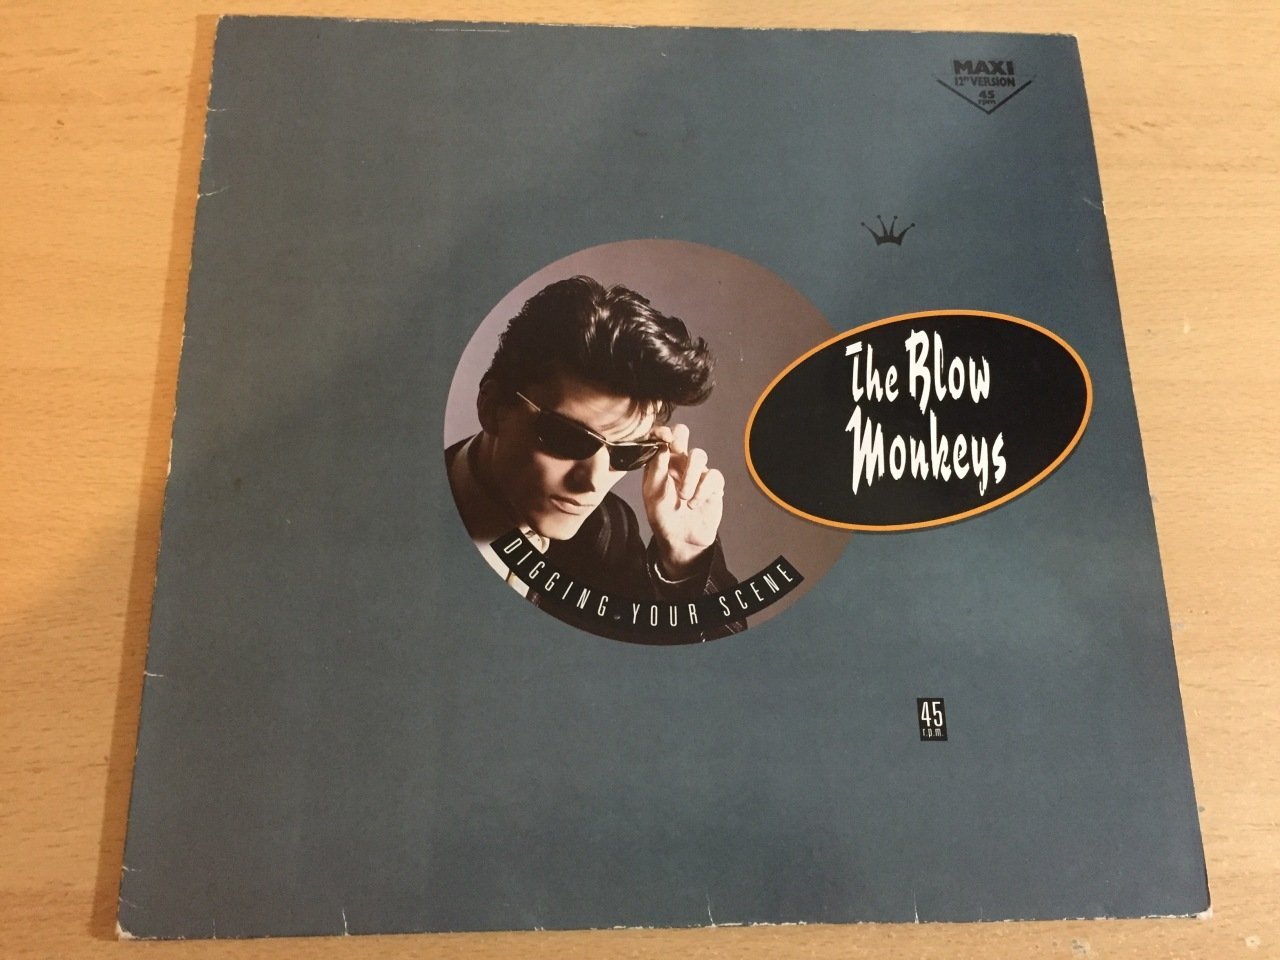 MAXI
12" VERSION
45
rpm
The Blow
Monkeys
DIGGING YOUR SCENE
45
r.p.m.